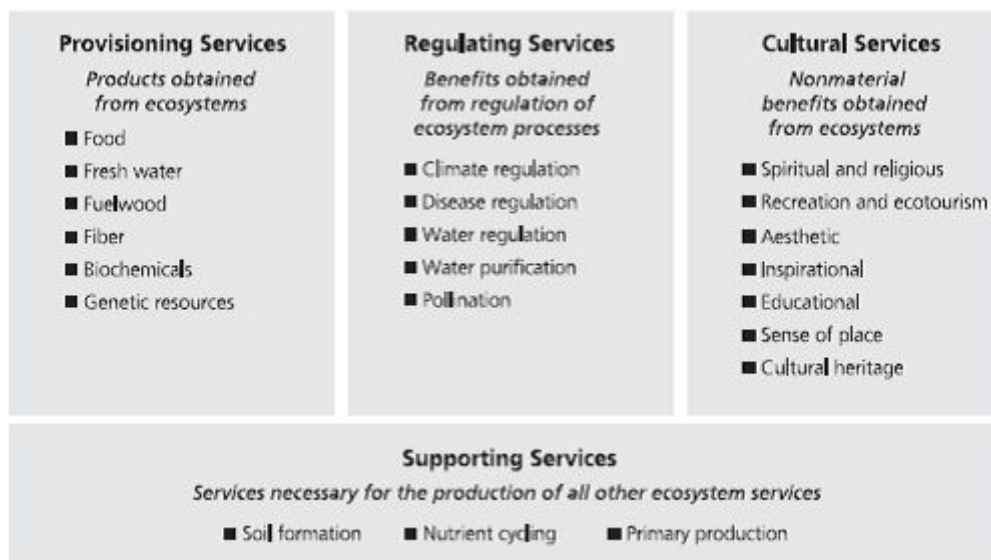 Provisioning Services
Products obtained
from ecosystems
■ Food
■ Fresh water
■ Fuelwood
■ Fiber
■ Biochemicals
■ Genetic resources
Regulating Services
Benefits obtained
from regulation of
ecosystem processes
■ Climate regulation
■ Disease regulation
■ Water regulation
■ Water purification
■ Pollination
Cultural Services
Nonmaterial
benefits obtained
from ecosystems
■ Spiritual and religious
■ Recreation and ecotourism
■ Aesthetic
■ Inspirational
■ Educational
■ Sense of place
■ Cultural heritage
Supporting Services
Services necessary for the production of all other ecosystem services
■ Soil formation ■ Nutrient cycling ■ Primary production